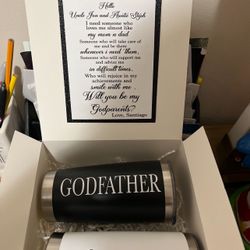 Hello
Uncle Jon and Auntie Steph
I need someone who
loves me almost like
my mom n dad.
Someone who will take care
of me and be there
whenever i need them,
Someone who will support me
and advise me
in difficult times.
Who will rejoice in my
achievements and
smile with me ..
Will you be my
Godparents?
Love, Santiago
GODFATHER